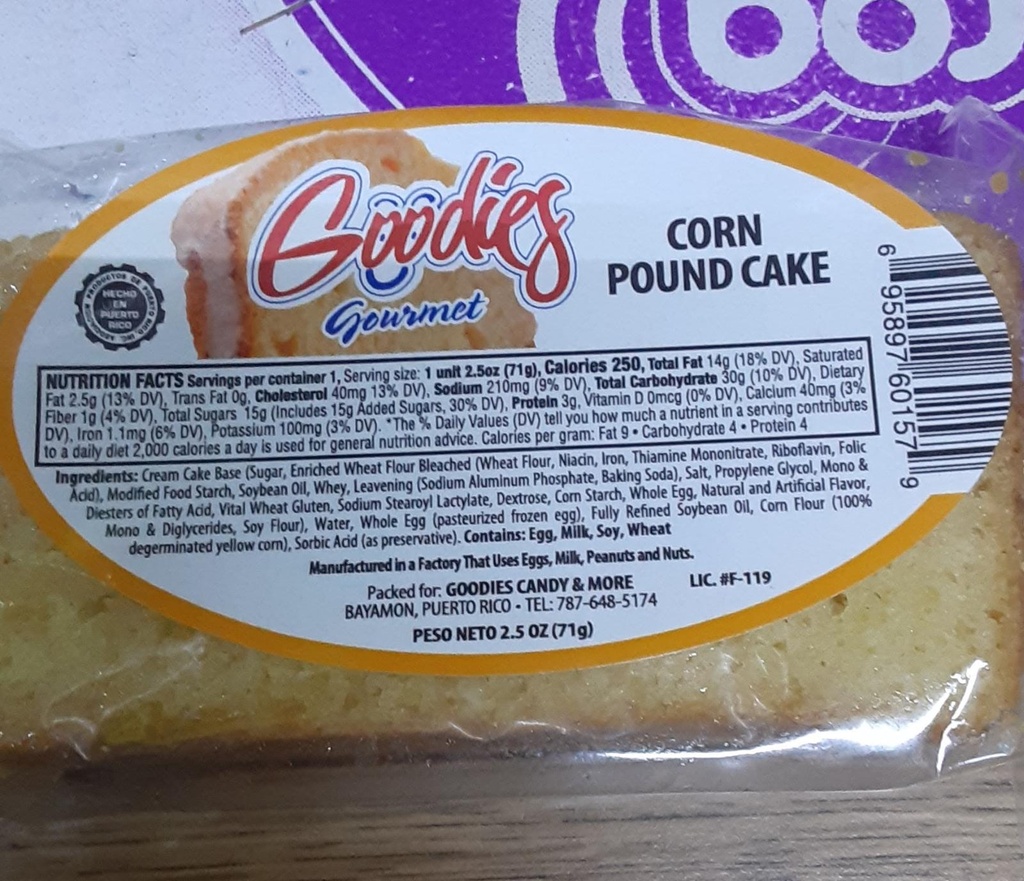 Goodies
Gourmet
CORN
POUND CAKE
PRODUCTOS DE PUERTO RICO, INC.
HECHO
EN
PUERTO
RICO
NUTRITION FACTS Servings per container 1, Serving size: 1 unit 2.5oz (71g), Calories 250, Total Fat 14g (18% DV), Saturated
Fat 2.5g (13% DV), Trans Fat 0g, Cholesterol 40mg 13% DV), Sodium 210mg (9% DV), Total Carbohydrate 30g (10% DV), Dietary
Fiber 1g (4% DV), Total Sugars 15g (Includes 15g Added Sugars, 30% DV), Protein 3g, Vitamin D 0mcg (0% DV), Calcium 40mg (3%
DV), Iron 1.1mg (6% DV), Potassium 100mg (3% DV). *The % Daily Values (DV) tell you how much a nutrient in a serving contributes
to a daily diet 2,000 calories a day is used for general nutrition advice. Calories per gram: Fat 9 • Carbohydrate 4 • Protein 4
Ingredients: Cream Cake Base (Sugar, Enriched Wheat Flour Bleached (Wheat Flour, Niacin, Iron, Thiamine Mononitrate, Riboflavin, Folic
Acid), Modified Food Starch, Soybean Oil, Whey, Leavening (Sodium Aluminum Phosphate, Baking Soda), Salt, Propylene Glycol, Mono &
Diesters of Fatty Acid, Vital Wheat Gluten, Sodium Stearoyl Lactylate, Dextrose, Corn Starch, Whole Egg, Natural and Artificial Flavor,
Mono & Diglycerides, Soy Flour), Water, Whole Egg (pasteurized frozen egg), Fully Refined Soybean Oil, Corn Flour (100%
degerminated yellow corn), Sorbic Acid (as preservative). Contains: Egg, Milk, Soy, Wheat
Manufactured in a Factory That Uses Eggs, Milk, Peanuts and Nuts.
Packed for: GOODIES CANDY & MORE
LIC. #F-119
BAYAMON, PUERTO RICO • TEL: 787-648-5174
PESO NETO 2.5 OZ (71g)
6 95897 60157 9